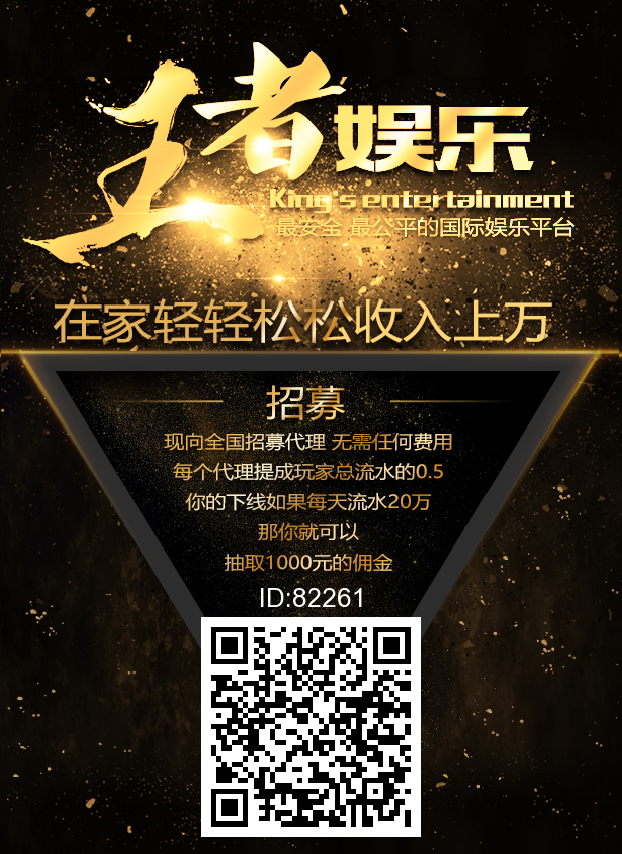 王者娱乐
King's entertainment
最安全 最公平的国际娱乐平台
在家轻轻松松收入上万
招募
现向全国招募代理 无需任何费用
每个代理提成玩家总流水的0.5
你的下线如果每天流水20万
那你就可以
抽取1000元的佣金
ID:82261